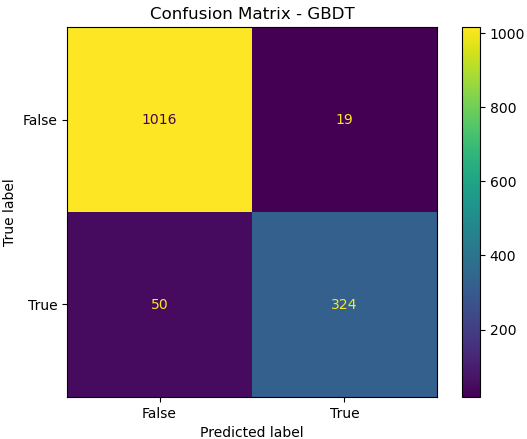 Confusion Matrix - GBDT
True label
False
True
1016
19
50
324
False
True
Predicted label
1000
800
600
400
200